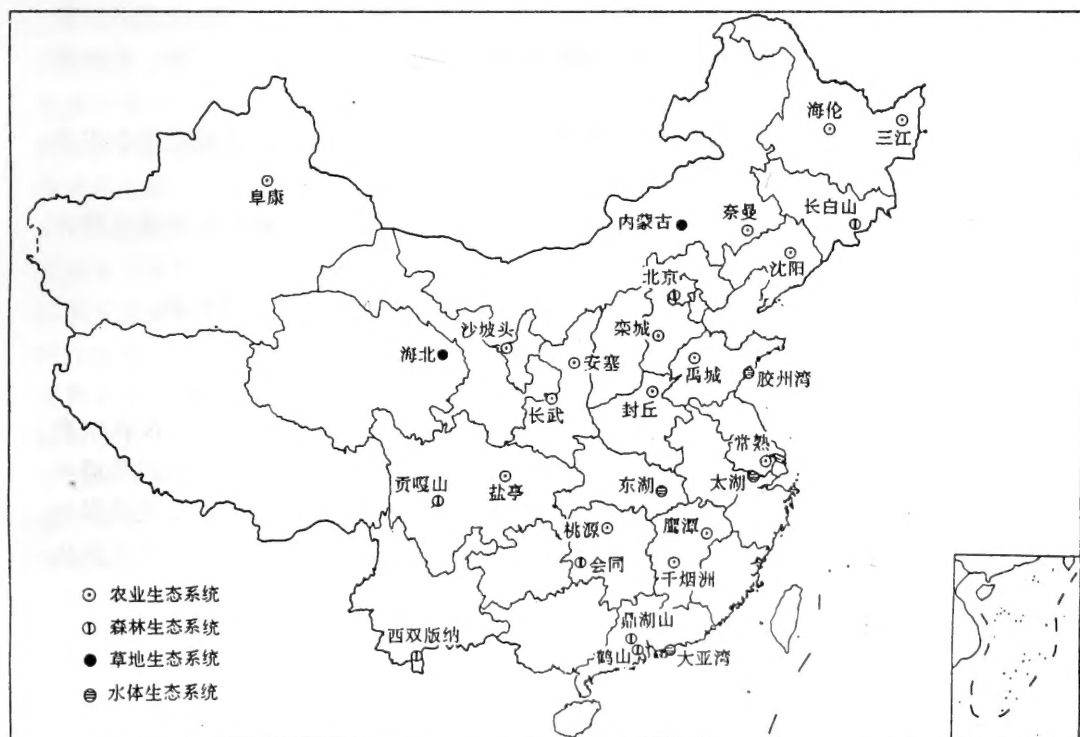 海伦
三江
阜康
长白山
奈曼
内蒙古
沈阳
北京
沙坡头
栾城
海北
安塞
禹城
胶州湾
长武
封丘
常熟
贡嘎山
盐亭
东湖
太湖
桃源
鹰潭
会同
千烟洲
农业生态系统
鼎湖山
森林生态系统
西双版纳
鹤山
大亚湾
草地生态系统
水体生态系统